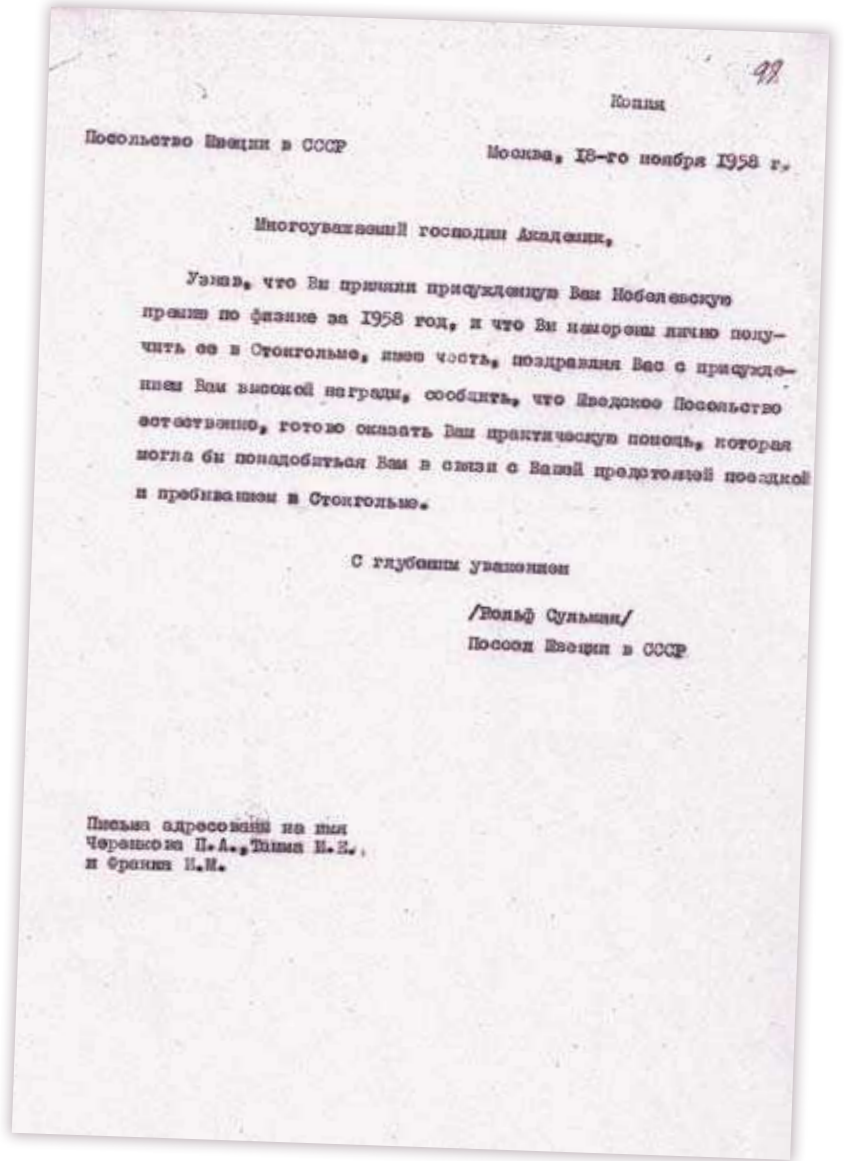 98
Копия
Посольство Швеции в СССР
Москва, 18-го ноября 1958 г.
Многоуважаемый господин Академик,
Узнав, что Вы приняли присужденную Вам Нобелевскую
премию по физике за 1958 год, и что Вы намерены лично полу-
чить ее в Стокгольме, имею честь, поздравляя Вас с присужде-
нием Вам высокой награды, сообщить, что Шведское Посольство
естественно, готово оказать Вам практическую помощь, которая
могла бы понадобиться Вам в связи с Вашей предстоящей поездкой
и пребыванием в Стокгольме.
С глубоким уважением
/Рольф Сульман/
Посол Швеции в СССР
Письма адресованы на имя
Черенкова П.А., Тамма И.Е.,
и Франка И.М.